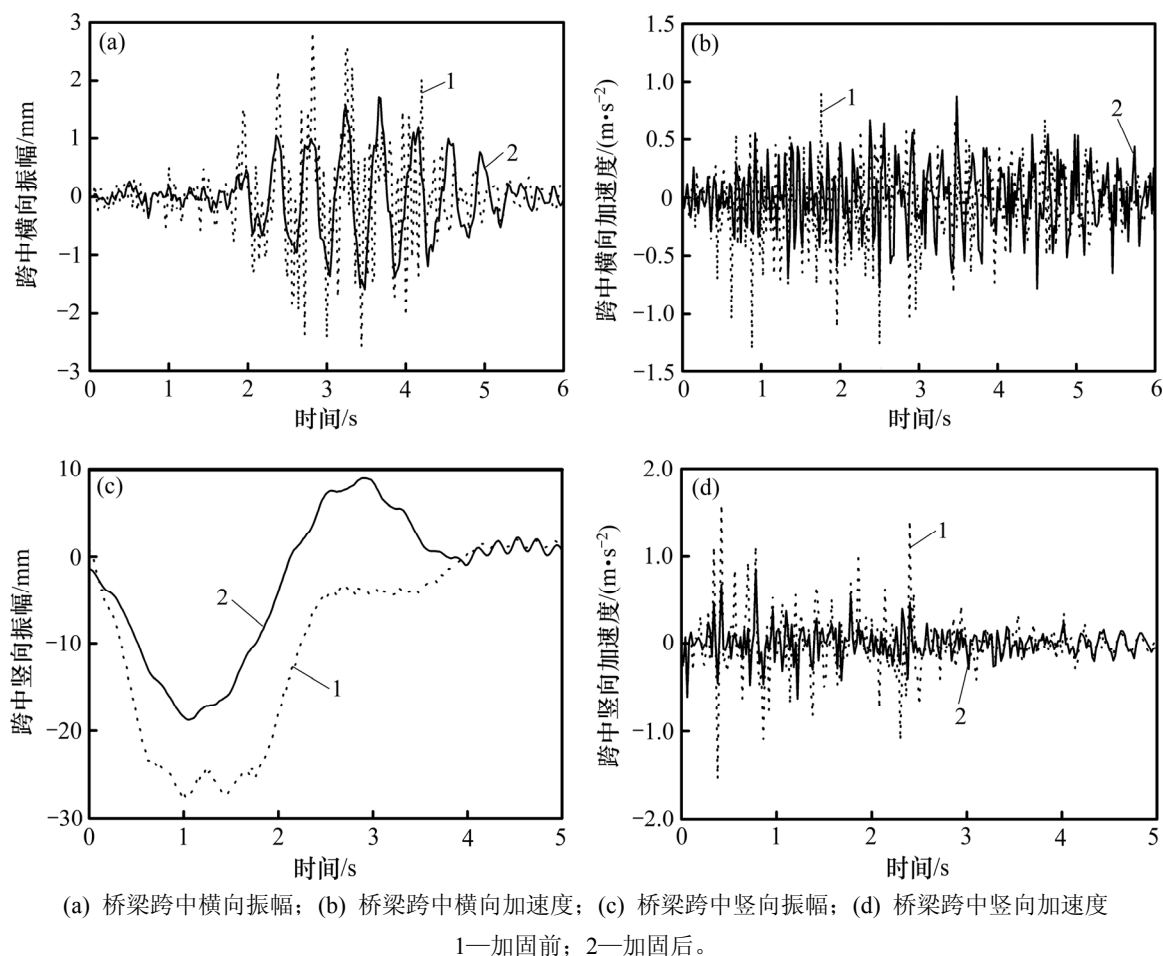 (a)
跨中横向振幅/mm
3
2
1
0
−1
−2
−3
0 1 2 3 4 5 6
时间/s
1
2
(b)
跨中横向加速度/(m•s⁻²)
1.5
1.0
0.5
0
−0.5
−1.0
−1.5
0 1 2 3 4 5 6
时间/s
1
2
(c)
跨中竖向振幅/mm
10
0
−10
−20
−30
0 1 2 3 4 5
时间/s
2
1
(d)
跨中竖向加速度/(m•s⁻²)
2.0
1.0
0
−1.0
−2.0
0 1 2 3 4 5
时间/s
1
2
(a) 桥梁跨中横向振幅；(b) 桥梁跨中横向加速度；(c) 桥梁跨中竖向振幅；(d) 桥梁跨中竖向加速度
1—加固前；2—加固后。